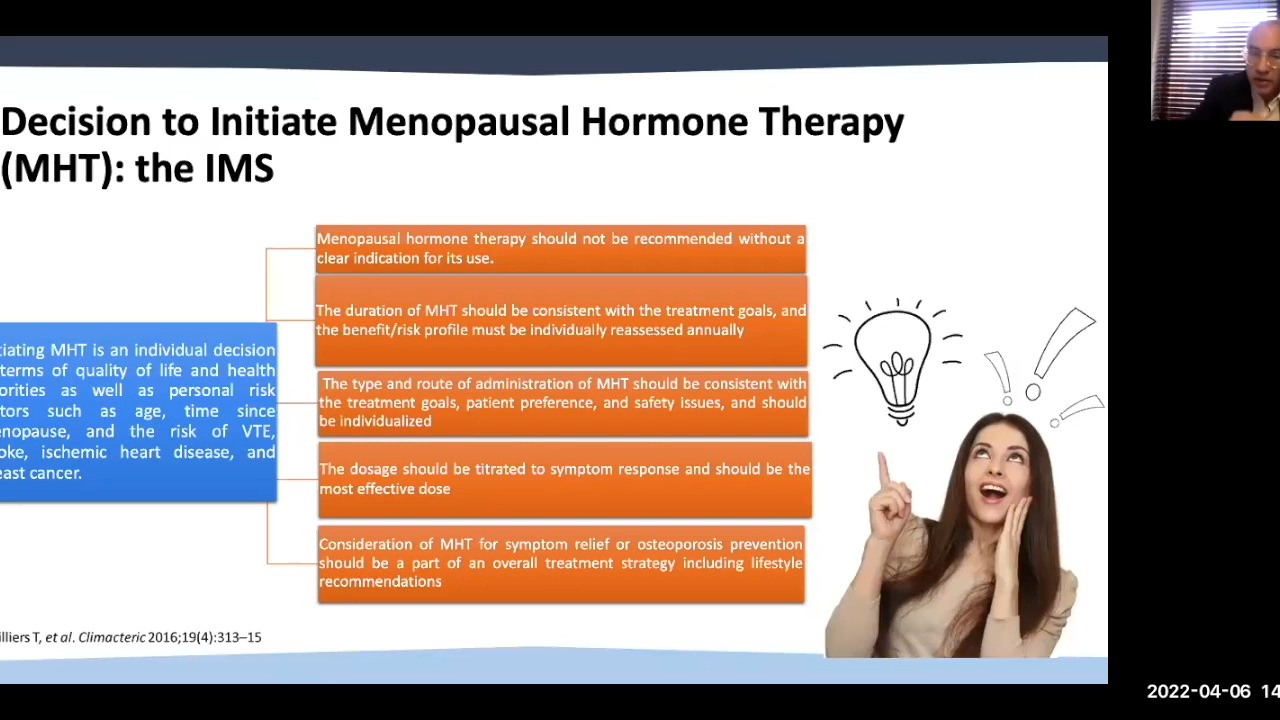 Decision to Initiate Menopausal Hormone Therapy
(MHT): the IMS
tiating MHT is an individual decision
terms of quality of life and health
orities as well as personal risk
tors such as age, time since
enopause, and the risk of VTE,
oke, ischemic heart disease, and
east cancer.
Menopausal hormone therapy should not be recommended without a
clear indication for its use.
The duration of MHT should be consistent with the treatment goals, and
the benefit/risk profile must be individually reassessed annually
The type and route of administration of MHT should be consistent with
the treatment goals, patient preference, and safety issues, and should
be individualized
The dosage should be titrated to symptom response and should be the
most effective dose
Consideration of MHT for symptom relief or osteoporosis prevention
should be a part of an overall treatment strategy including lifestyle
recommendations
illiers T, et al. Climacteric 2016;19(4):313–15
2022-04-06 14